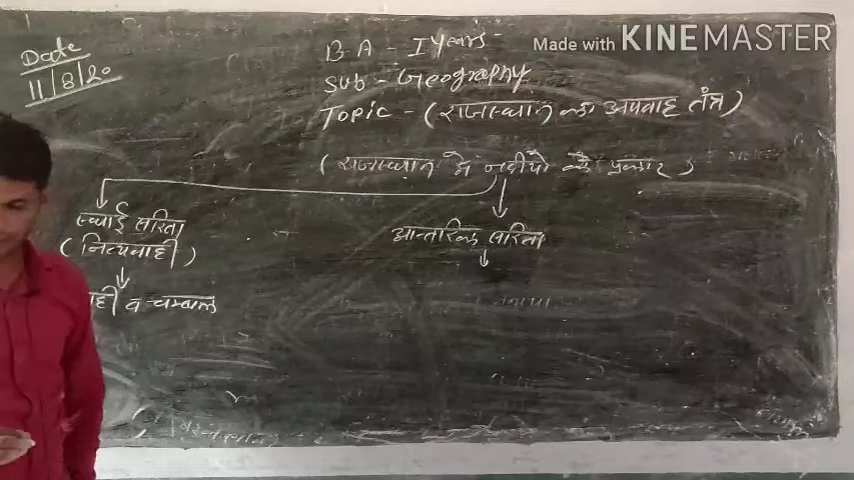 Made with KINEMASTER
Date
11/8/20
B A - I Years
Sub - Geography
Topic - (राजस्थान का अपवाह तंत्र)
(राजस्थान में नदीयो के प्रकार)
स्थाई सरिता
(नित्यवाही)
आन्तरिक सरिता
ाही व चम्बल